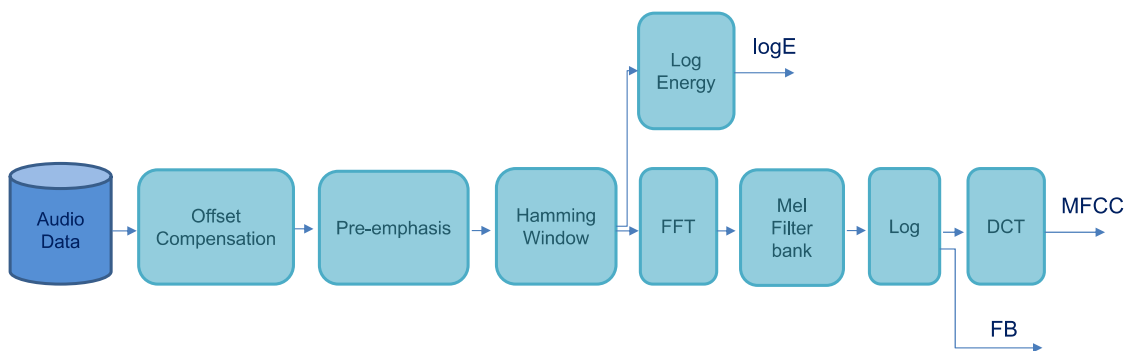 Log
Energy
logE
Audio
Data
Offset
Compensation
Pre-emphasis
Hamming
Window
FFT
Mel
Filter
bank
Log
DCT
MFCC
FB